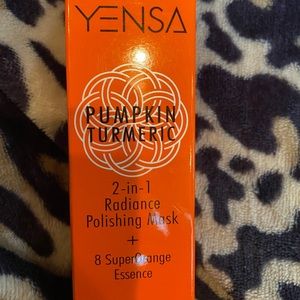 YENSA
PUMPKIN
TURMERIC
2-in-1
Radiance
Polishing Mask
+
8 SuperOrange
Essence